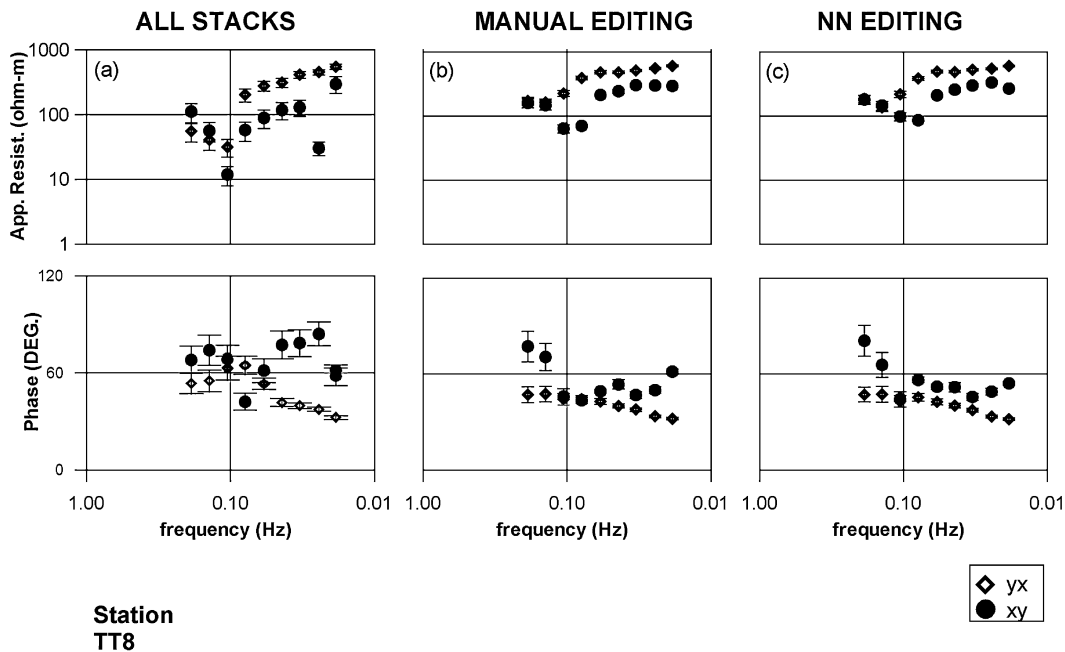 ALL STACKS
MANUAL EDITING
NN EDITING
App. Resist. (ohm-m)
1000
100
10
1
(a)
(b)
(c)
Phase (DEG.)
120
60
0
1.00 0.10 0.01
1.00 0.10 0.01
1.00 0.10 0.01
frequency (Hz)
frequency (Hz)
frequency (Hz)
yx
xy
Station
TT8